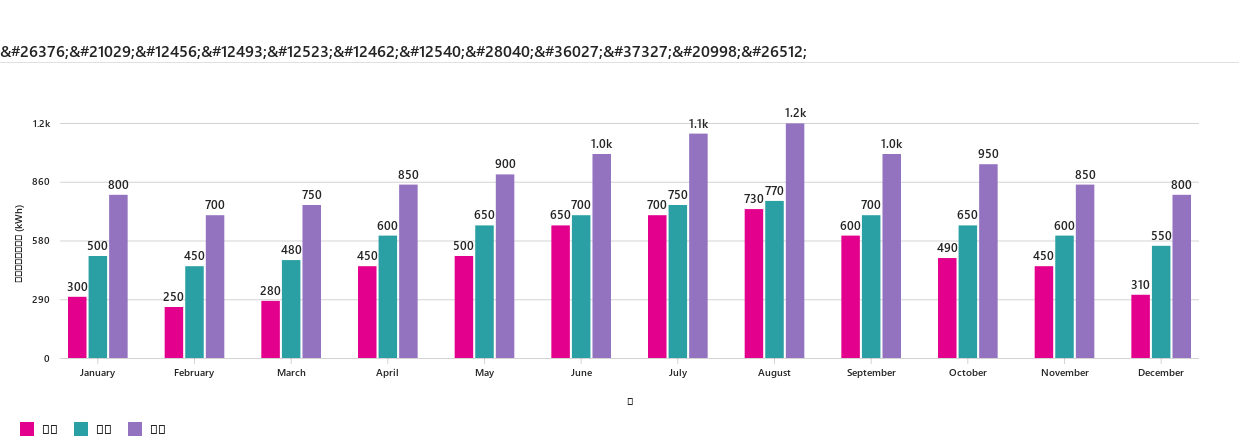 &#26376;&#21029;&#12456;&#12493;&#12523;&#12462;&#12540;&#28040;&#36027;&#37327;&#20998;&#26512;
1.2k
860
580
290
0
(kWh)
300 500 800
250 450 700
280 480 750
450 600 850
500 650 900
650 700 1.0k
700 750 1.1k
730 770 1.2k
600 700 1.0k
490 650 950
450 600 850
310 550 800
January February March April May June July August September October November December